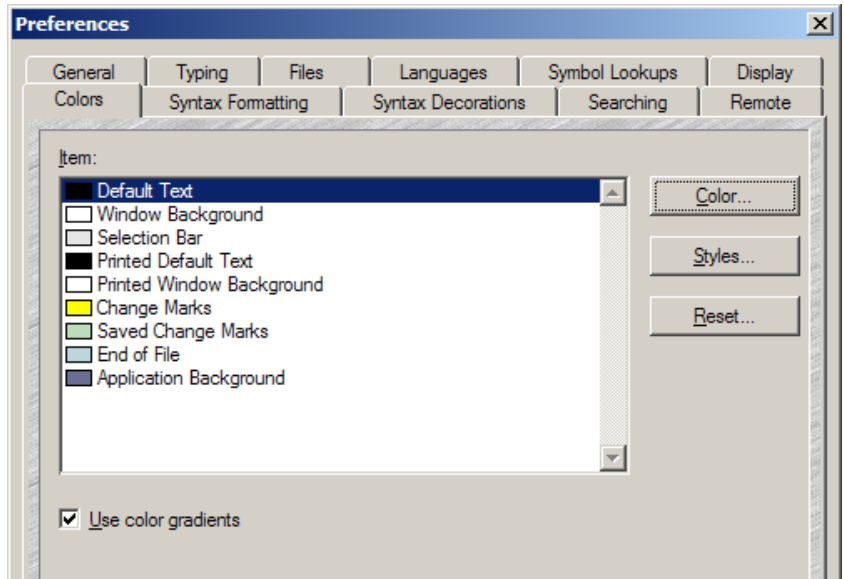 Preferences
General Typing Files Languages Symbol Lookups Display
Colors Syntax Formatting Syntax Decorations Searching Remote
Item:
Default Text
Window Background
Selection Bar
Printed Default Text
Printed Window Background
Change Marks
Saved Change Marks
End of File
Application Background
Color...
Styles...
Reset...
Use color gradients